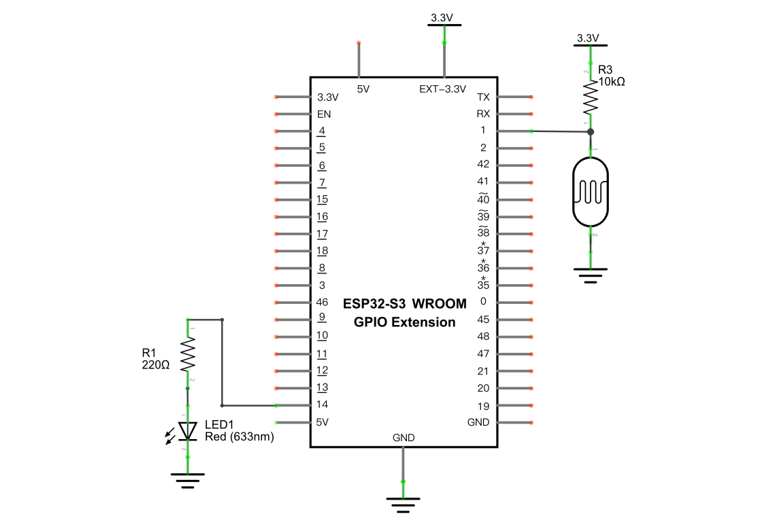 3.3V
3.3V
R3
10kΩ
5V
EXT-3.3V
3.3V
TX
EN
RX
4
1
5
2
6
42
7
41
15
40
16
39
17
38
18
*
37
8
*
36
3
*
35
46
0
ESP32-S3 WROOM
GPIO Extension
9
45
10
48
11
47
12
21
13
20
14
19
5V
GND
R1
220Ω
LED1
Red (633nm)
GND